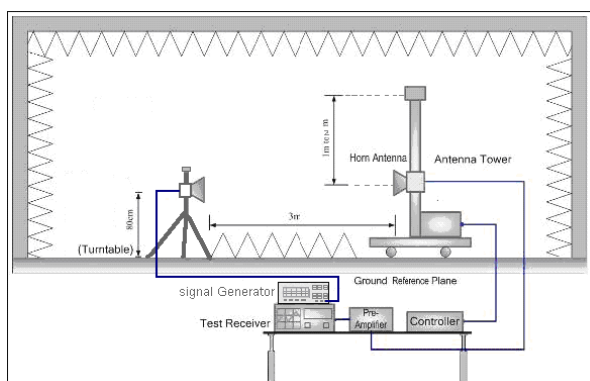 1m to 4 m
Horn Antenna
Antenna Tower
80cm
3m
(Turntable)
Ground Reference Plane
signal Generator
Test Receiver
Pre-
Amplifier
Controller